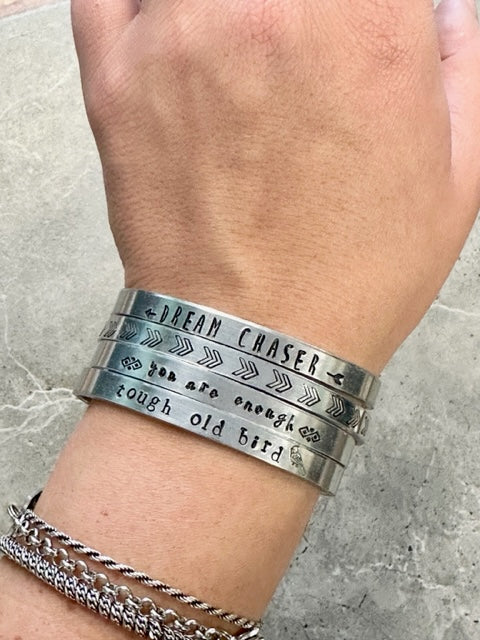 DREAM CHASER
you are enough
tough old bird